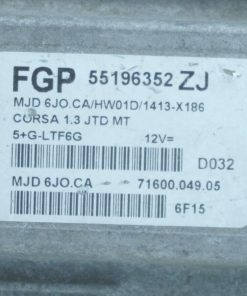 FGP 55196352 ZJ
MJD 6JO.CA/HW01D/1413-X186
CORSA 1.3 JTD MT
5+G-LTF6G 12V=
D032
MJD 6JO.CA 71600.049.05
6F15